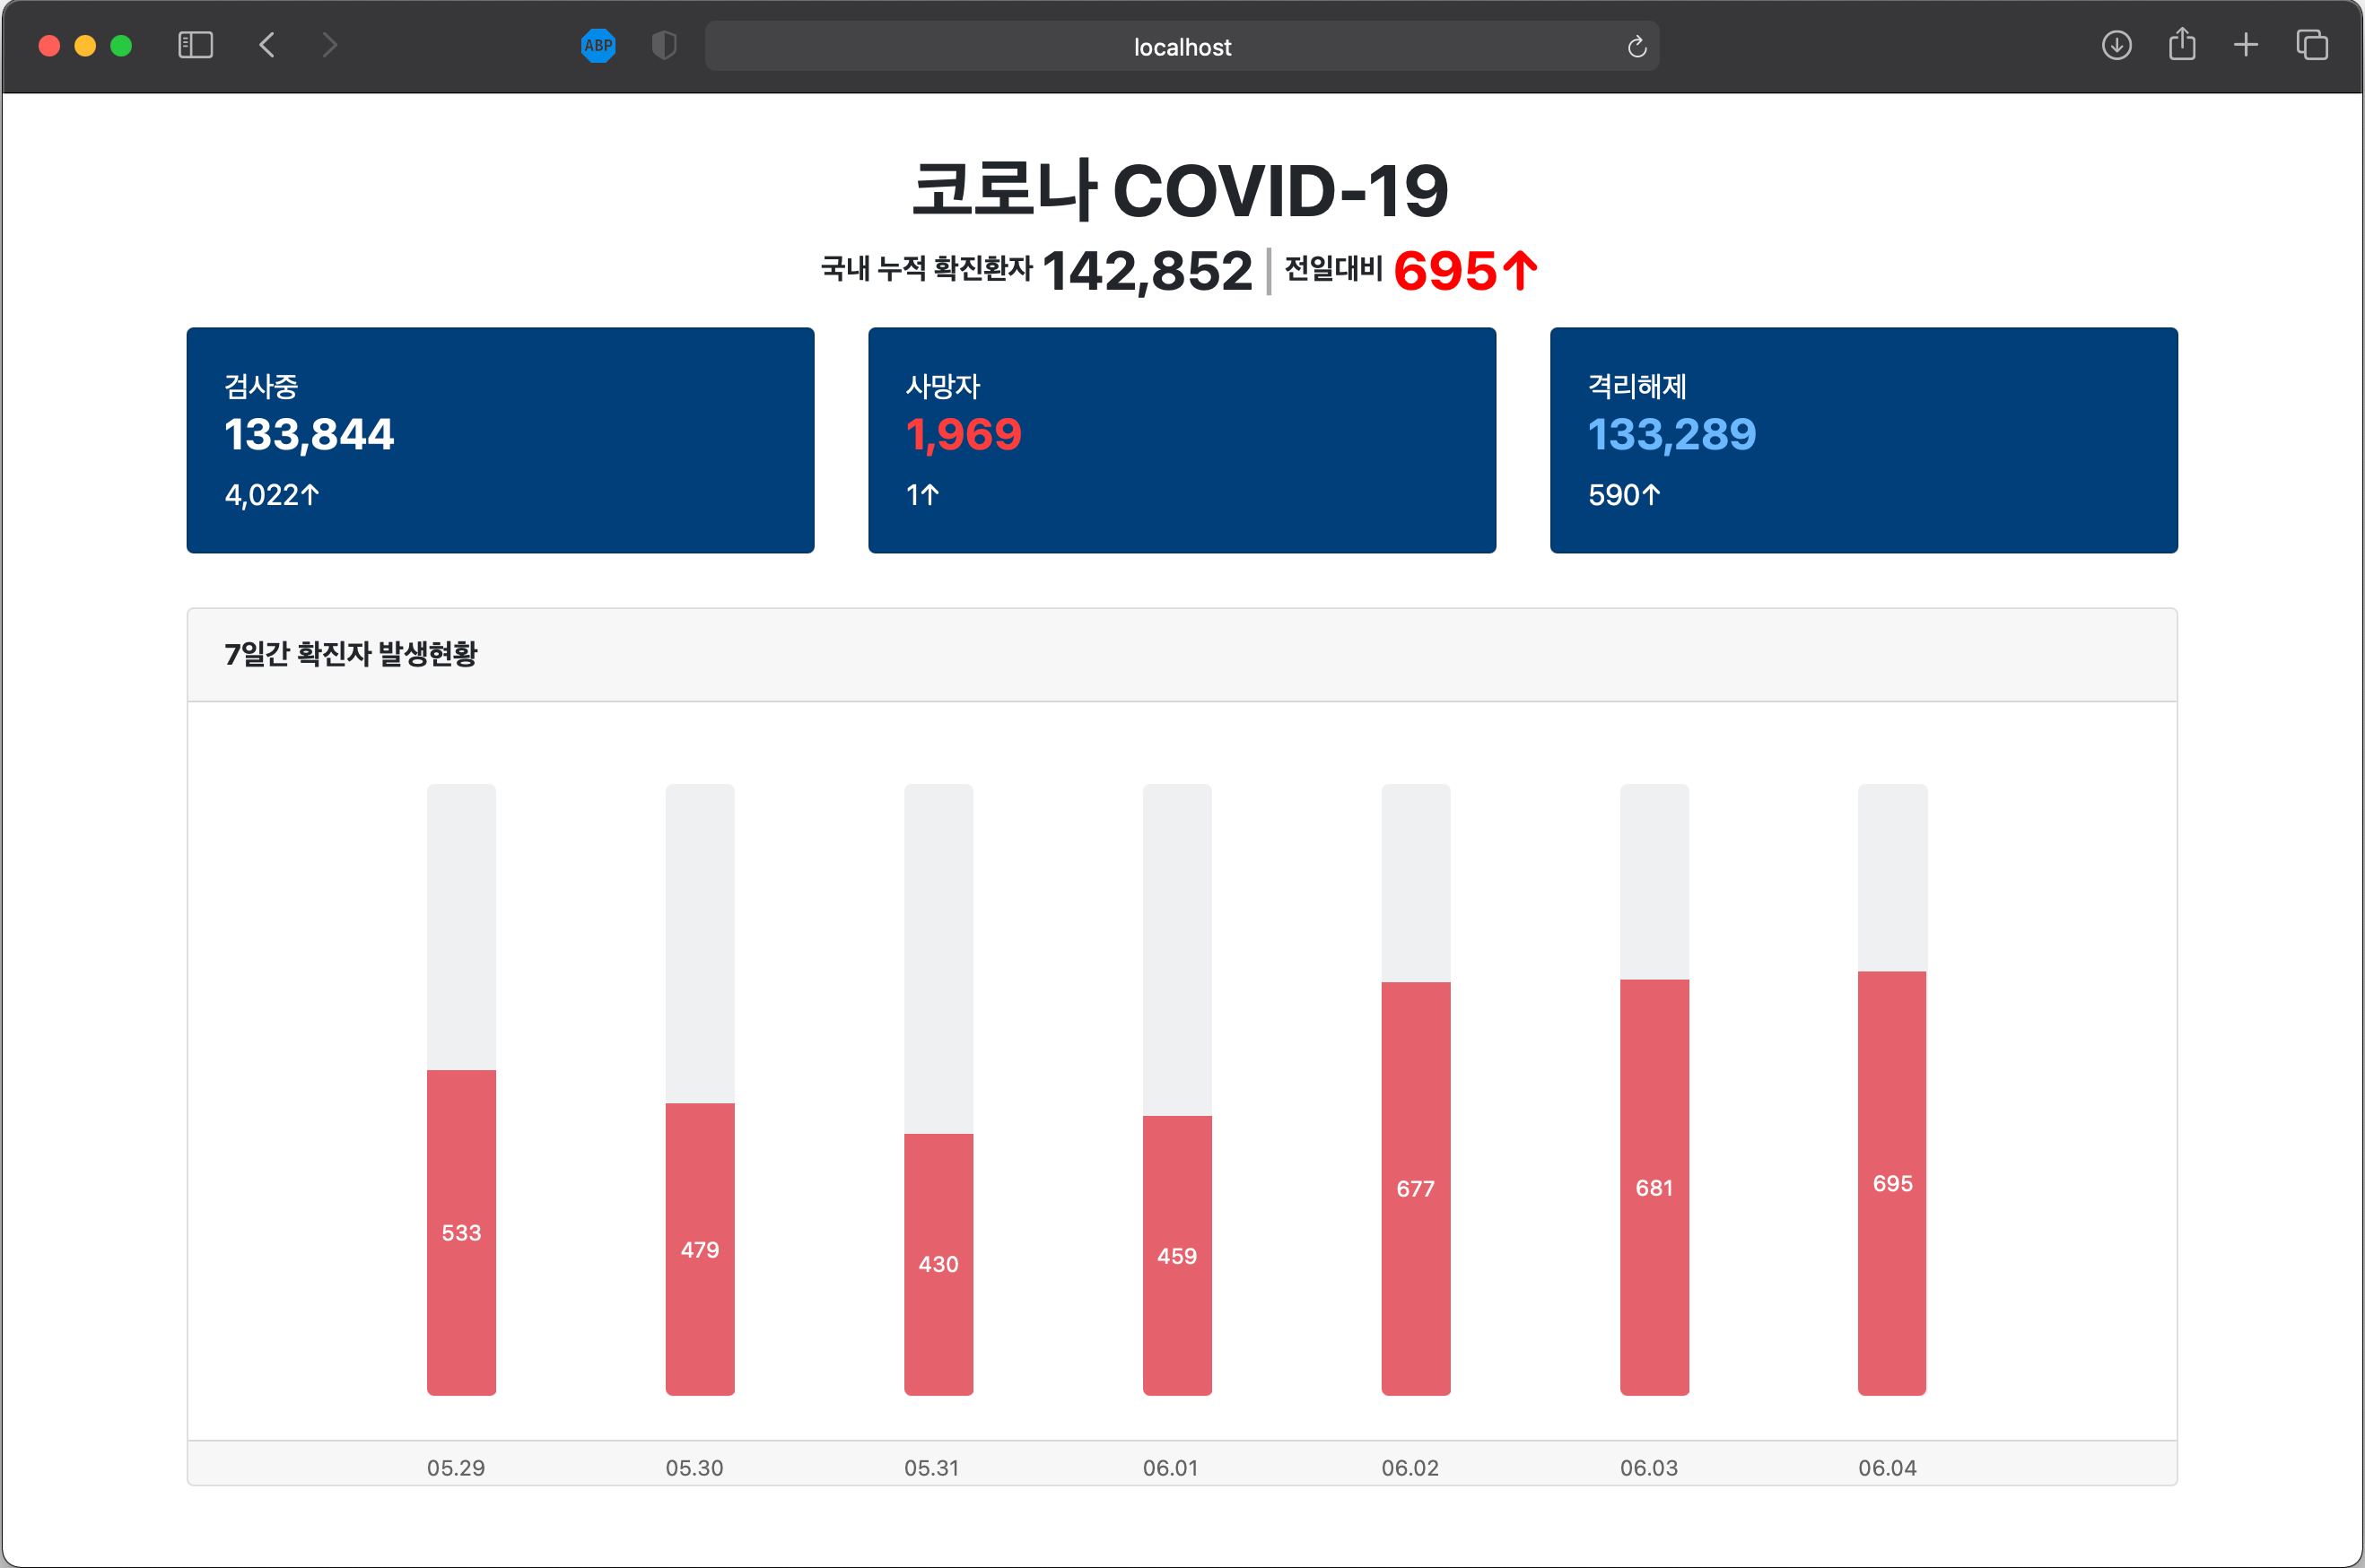 ABP
localhost
코로나 COVID-19
국내 누적 확진환자 142,852 | 전일대비 695↑
검사중
133,844
4,022↑
사망자
1,969
1↑
격리해제
133,289
590↑
7일간 확진자 발생현황
533
479
430
459
677
681
695
05.29
05.30
05.31
06.01
06.02
06.03
06.04